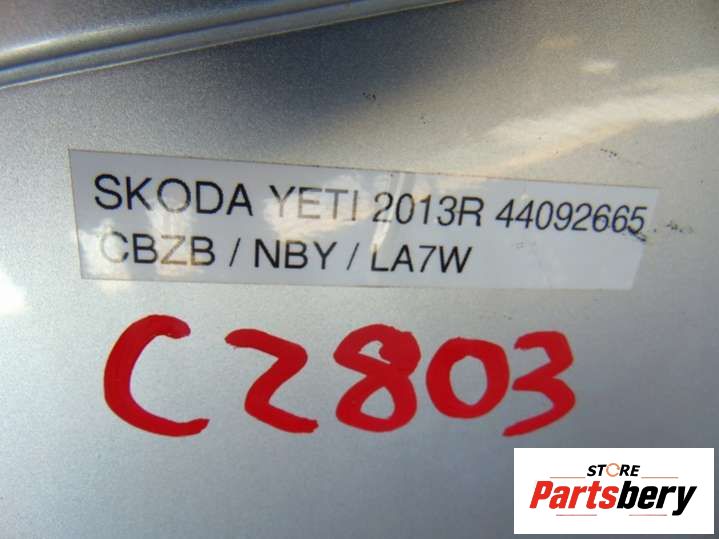 SKODA YETI 2013R 44092665
CBZB / NBY / LA7W
C2803
STORE
Partsbery